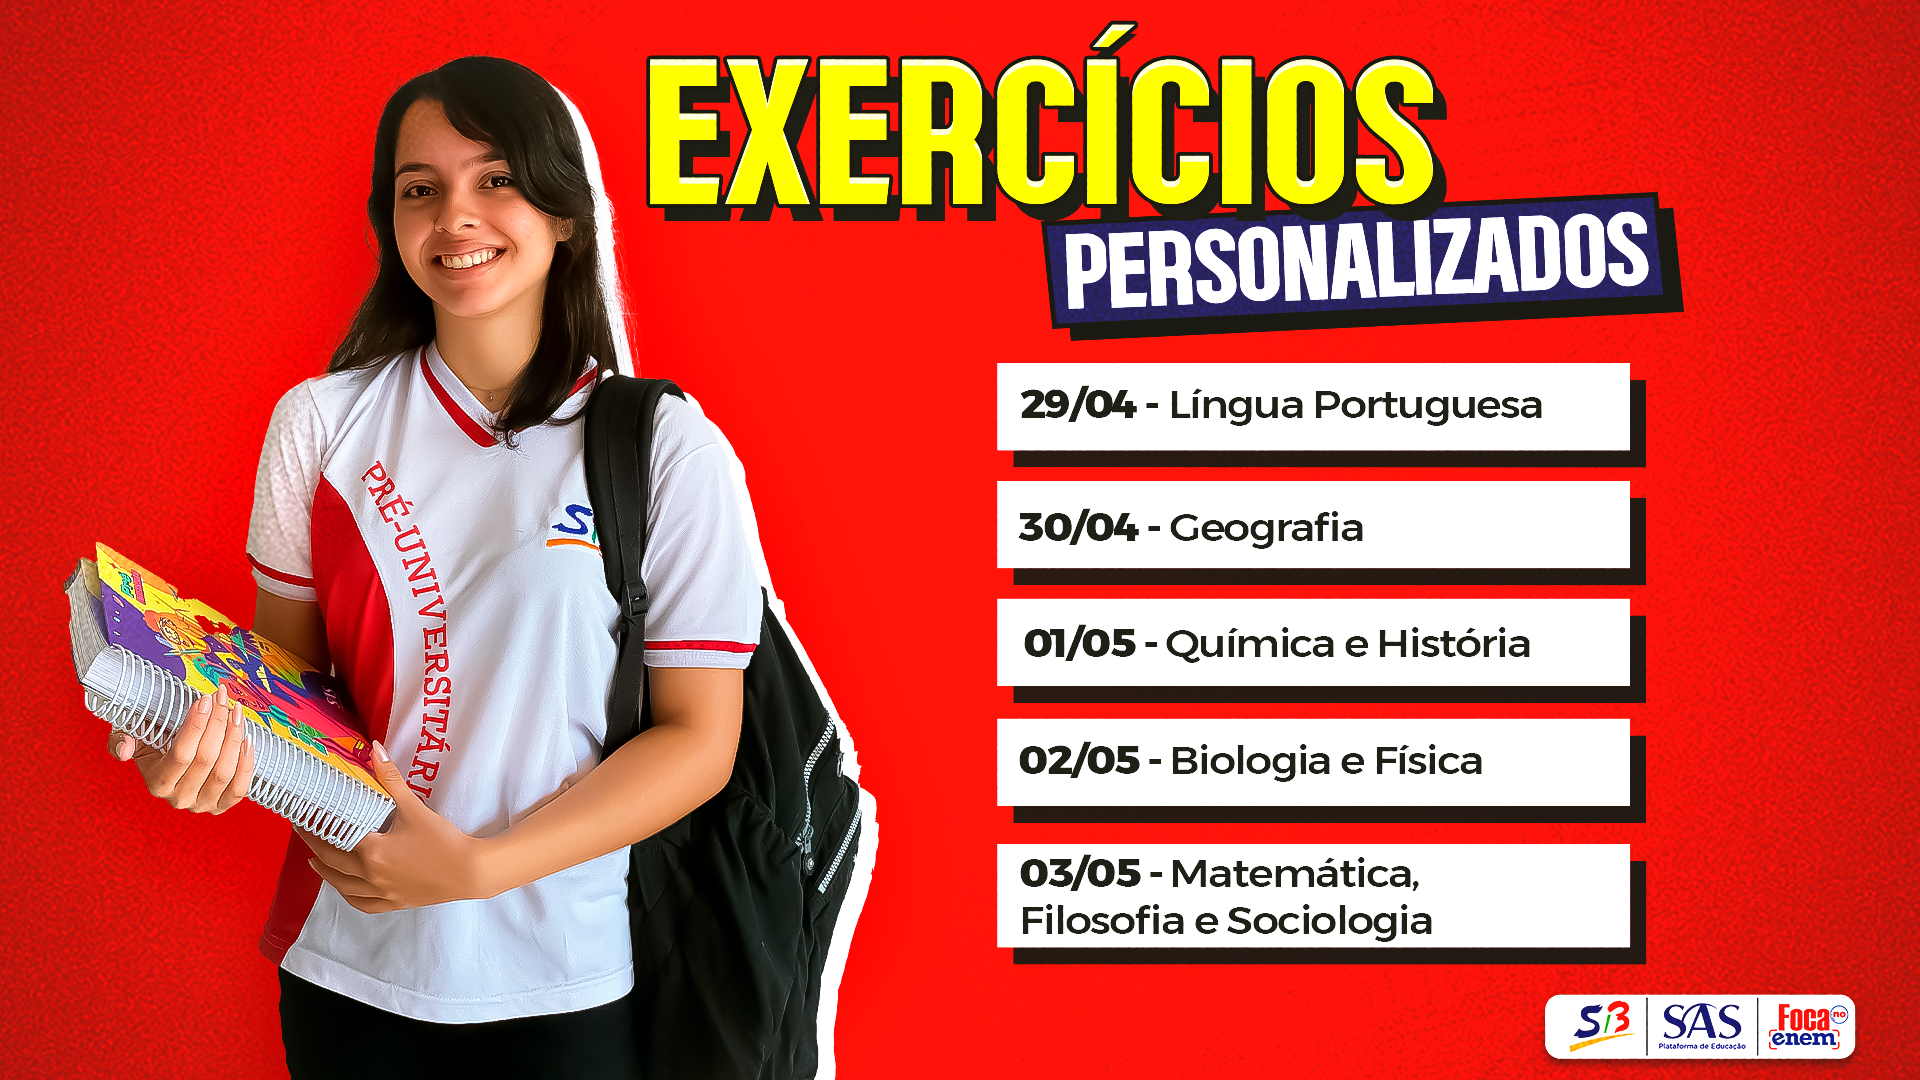 EXERCÍCIOS
PERSONALIZADOS
29/04 - Língua Portuguesa
30/04 - Geografia
01/05 - Química e História
02/05 - Biologia e Física
03/05 - Matemática,
Filosofia e Sociologia
PRÉ-UNIVERSITÁRI
SiB
SAS
Plataforma de Educação
Foca no
enem